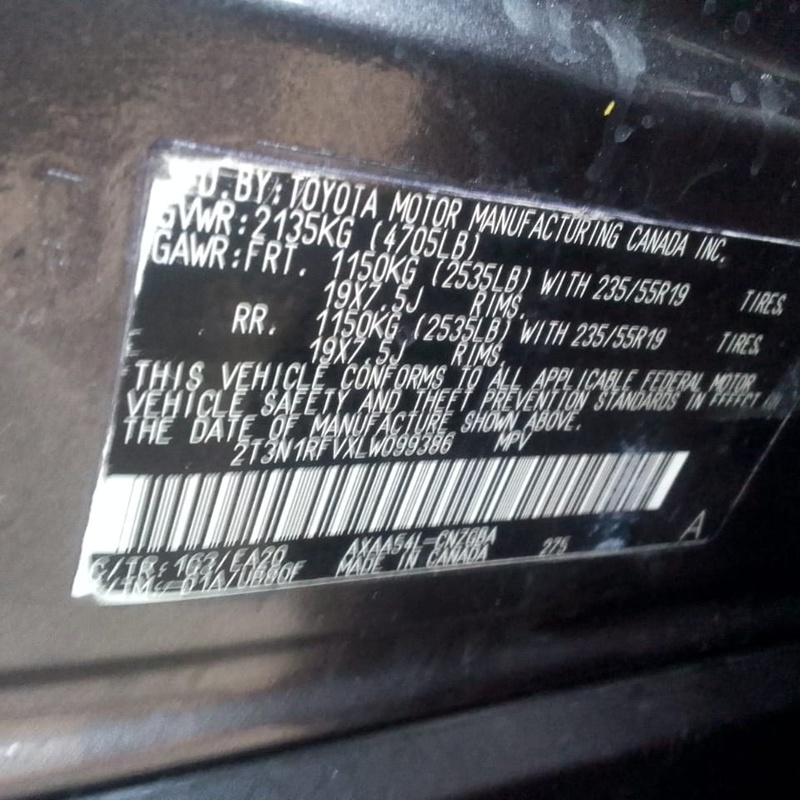 BY: TOYOTA MOTOR MANUFACTURING CANADA INC.
GVWR: 2135KG (4705LB)
GAWR: FRT. 1150KG (2535LB) WITH 235/55R19 TIRES,
19X7.5J RIMS,
RR. 1150KG (2535LB) WITH 235/55R19 TIRES,
19X7.5J RIMS,
THIS VEHICLE CONFORMS TO ALL APPLICABLE FEDERAL MOTOR
VEHICLE SAFETY AND THEFT PREVENTION STANDARDS IN EFFECT ON
THE DATE OF MANUFACTURE SHOWN ABOVE.
2T3N1RFVXLW099386 MPV
C/TR: 1G3/EA20 AXAA54L-CNZGBA 275 A
MADE IN CANADA